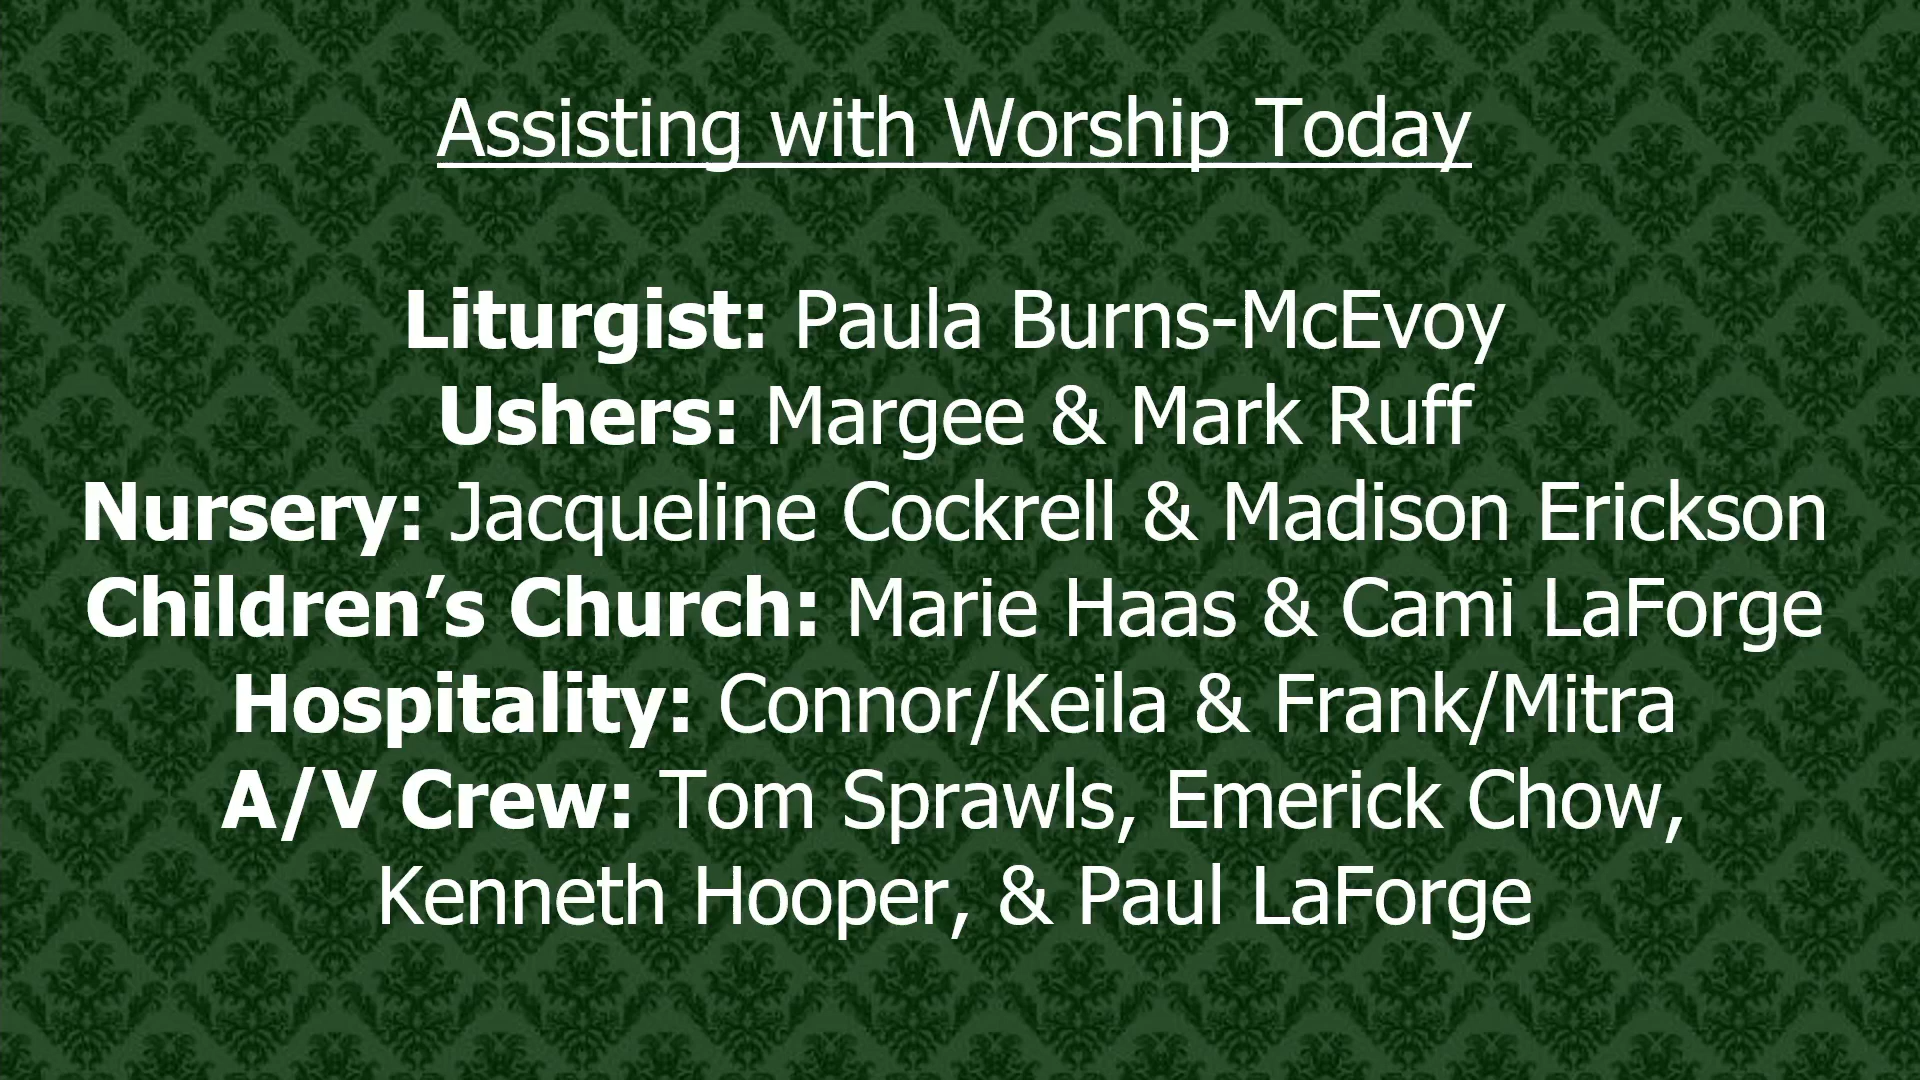 Assisting with Worship Today
Liturgist: Paula Burns-McEvoy
Ushers: Margee & Mark Ruff
Nursery: Jacqueline Cockrell & Madison Erickson
Children’s Church: Marie Haas & Cami LaForge
Hospitality: Connor/Keila & Frank/Mitra
A/V Crew: Tom Sprawls, Emerick Chow,
Kenneth Hooper, & Paul LaForge